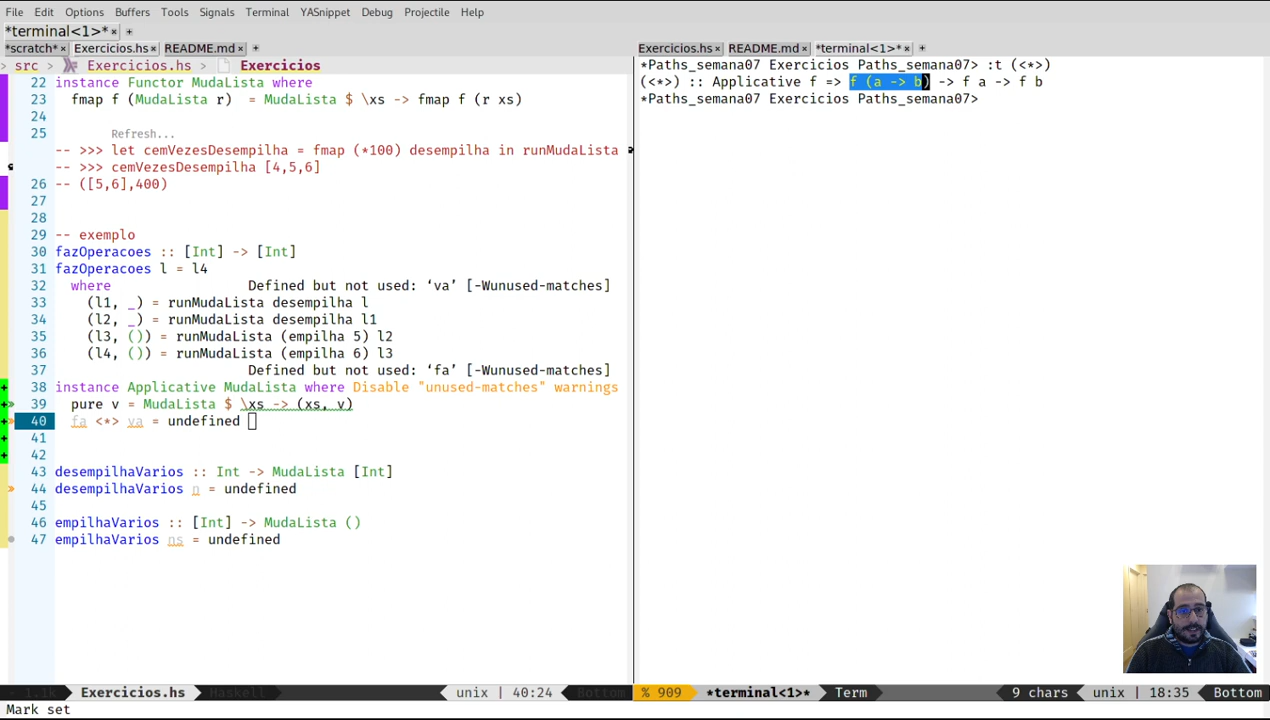 File Edit Options Buffers Tools Signals Terminal YASnippet Debug Projectile Help
*terminal<1>* × +
*scratch* × Exercicios.hs × README.md × +
src > Exercicios.hs > Exercicios
22 instance Functor MudaLista where
23 fmap f (MudaLista r) = MudaLista $ \xs -> fmap f (r xs)
24
25 Refresh...
-- >>> let cemVezesDesempilha = fmap (*100) desempilha in runMudaLista
-- >>> cemVezesDesempilha [4,5,6]
26 -- ([5,6],400)
27
28
29 -- exemplo
30 fazOperacoes :: [Int] -> [Int]
31 fazOperacoes l = l4
32 where Defined but not used: ‘va’ [-Wunused-matches]
33 (l1, _) = runMudaLista desempilha l
34 (l2, _) = runMudaLista desempilha l1
35 (l3, ()) = runMudaLista (empilha 5) l2
36 (l4, ()) = runMudaLista (empilha 6) l3
37 Defined but not used: ‘fa’ [-Wunused-matches]
38 instance Applicative MudaLista where Disable "unused-matches" warnings
39 pure v = MudaLista $ \xs -> (xs, v)
40 fa <*> va = undefined
41
42
43 desempilhaVarios :: Int -> MudaLista [Int]
44 desempilhaVarios n = undefined
45
46 empilhaVarios :: [Int] -> MudaLista ()
47 empilhaVarios ns = undefined
1.1k Exercicios.hs Haskell unix | 40:24 Bottom
Mark set
Exercicios.hs × README.md × *terminal<1>* × +
*Paths_semana07 Exercicios Paths_semana07> :t (<*>)
(<*>) :: Applicative f => f (a -> b) -> f a -> f b
*Paths_semana07 Exercicios Paths_semana07>
% 909 *terminal<1>* Term 9 chars unix | 18:35 Bottom